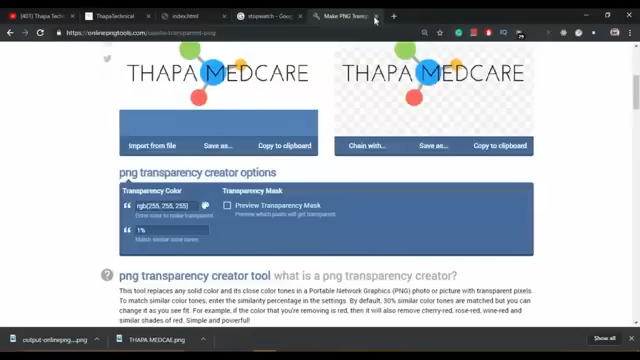 (401) Thapa Techni
ThapaTechnical
index.html
stopwatch - Goog
Make PNG Transp
https://onlinepngtools.com/create-transparent-png
THAPA MEDCARE
THAPA MEDCARE
Import from file
Save as...
Copy to clipboard
Chain with...
Save as...
Copy to clipboard
png transparency creator options
Transparency Color
rgb(255, 255, 255)
Enter color to make transparent.
1%
Match similar color tones.
Transparency Mask
Preview Transparency Mask
Preview which pixels will get transparent.
png transparency creator tool what is a png transparency creator?
This tool replaces any solid color and its close color tones in a Portable Network Graphics (PNG) photo or picture with transparent pixels.
To match similar color tones, enter the similarity percentage in the settings. By default, 30% similar color tones are matched but you can
change it as you see fit. For example, if the color that you're removing is red, then it will also remove cherry-red, rose-red, wine-red and
similar shades of red. Simple and powerful!
output-onlinepng....png
THAPA MEDCAE.png
Show all